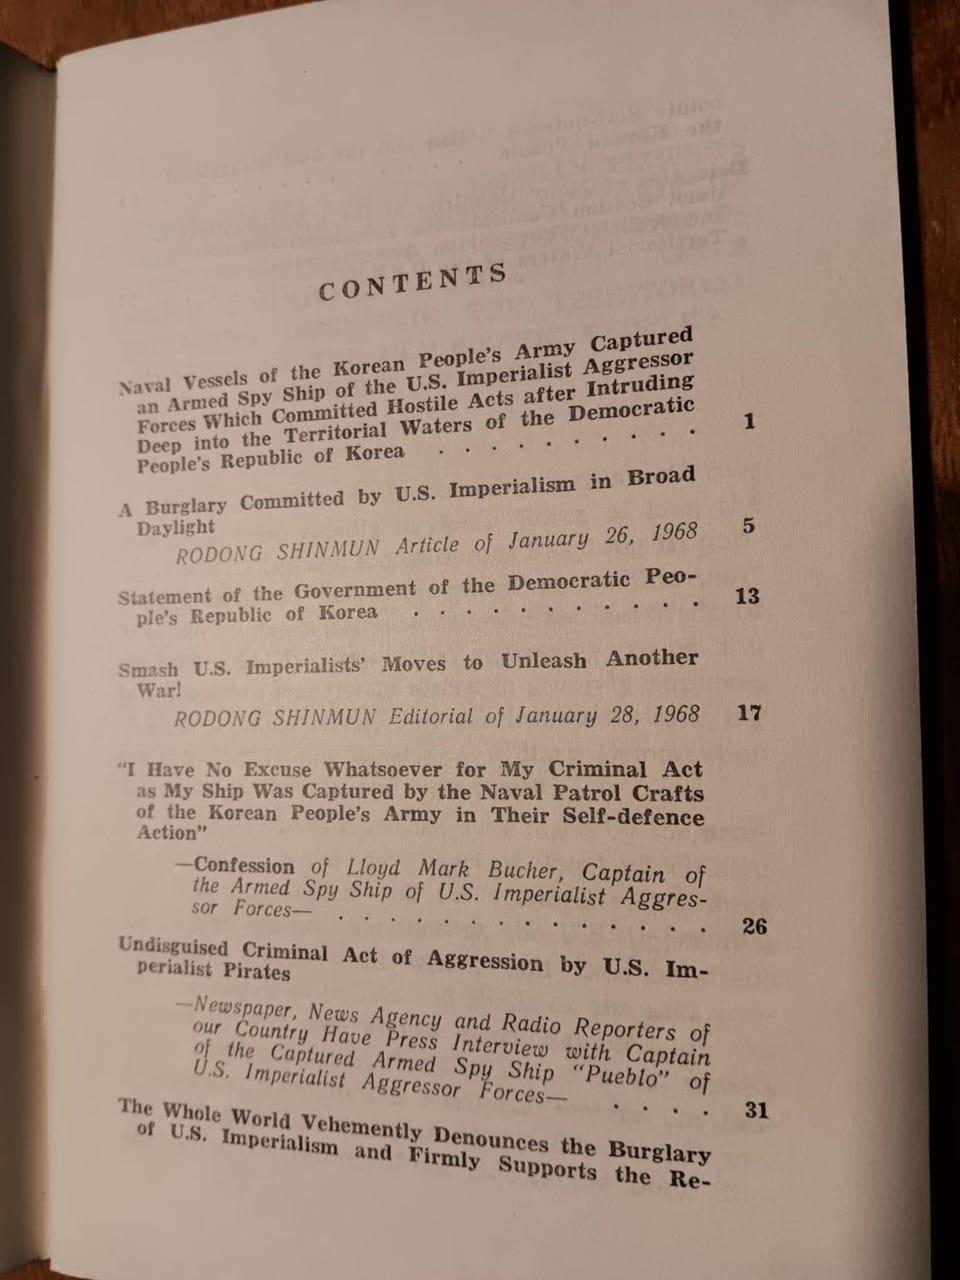 CONTENTS
Naval Vessels of the Korean People's Army Captured
an Armed Spy Ship of the U.S. Imperialist Aggressor
Forces Which Committed Hostile Acts after Intruding
Deep into the Territorial Waters of the Democratic
People's Republic of Korea . . . . . . . . . . 1
A Burglary Committed by U.S. Imperialism in Broad
Daylight
RODONG SHINMUN Article of January 26, 1968 5
Statement of the Government of the Democratic Peo-
ple's Republic of Korea . . . . . . . . . . 13
Smash U.S. Imperialists' Moves to Unleash Another
War!
RODONG SHINMUN Editorial of January 28, 1968 17
"I Have No Excuse Whatsoever for My Criminal Act
as My Ship Was Captured by the Naval Patrol Crafts
of the Korean People's Army in Their Self-defence
Action"
—Confession of Lloyd Mark Bucher, Captain of
the Armed Spy Ship of U.S. Imperialist Aggres-
sor Forces— . . . . . . . . . . . . . . 26
Undisguised Criminal Act of Aggression by U.S. Im-
perialist Pirates
—Newspaper, News Agency and Radio Reporters of
our Country Have Press Interview with Captain
of the Captured Armed Spy Ship "Pueblo" of
U.S. Imperialist Aggressor Forces— . . . . 31
The Whole World Vehemently Denounces the Burglary
of U.S. Imperialism and Firmly Supports the Re-